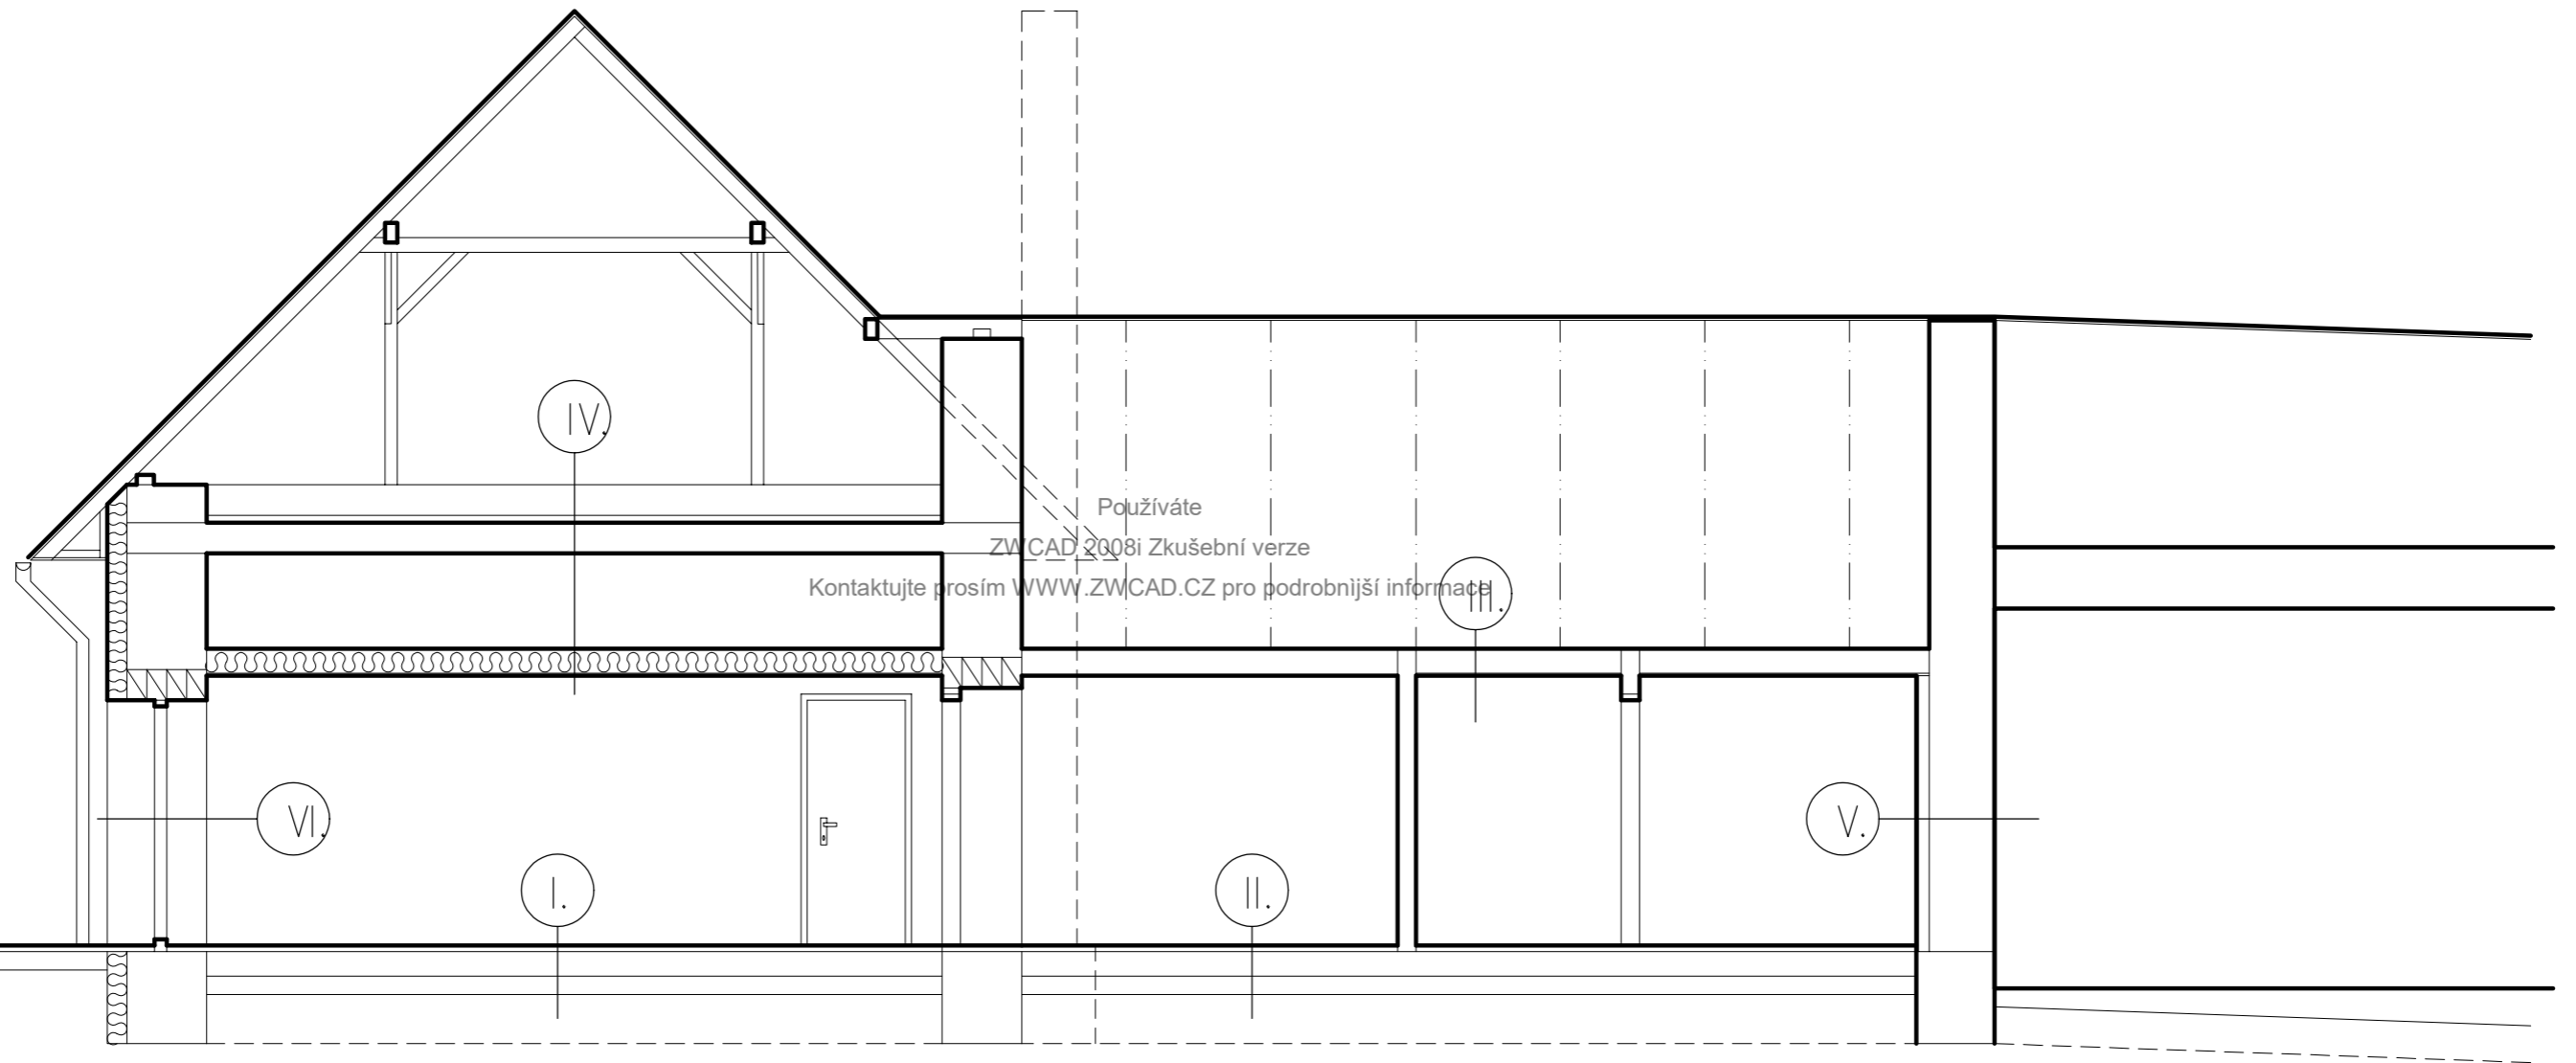 IV.
Používáte
ZWCAD 2008i Zkušební verze
Kontaktujte prosím WWW.ZWCAD.CZ pro podrobnìjší informace
III.
VI.
V.
I.
II.